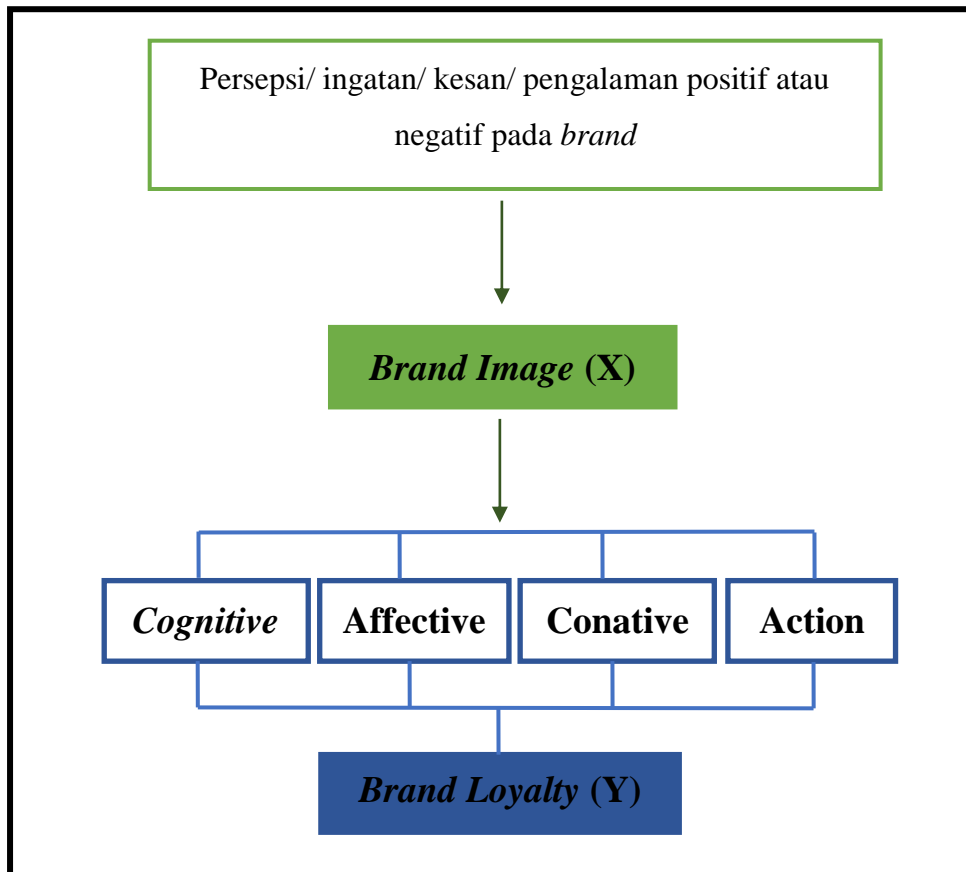 Persepsi/ ingatan/ kesan/ pengalaman positif atau
negatif pada brand
Brand Image (X)
Cognitive
Affective
Conative
Action
Brand Loyalty (Y)